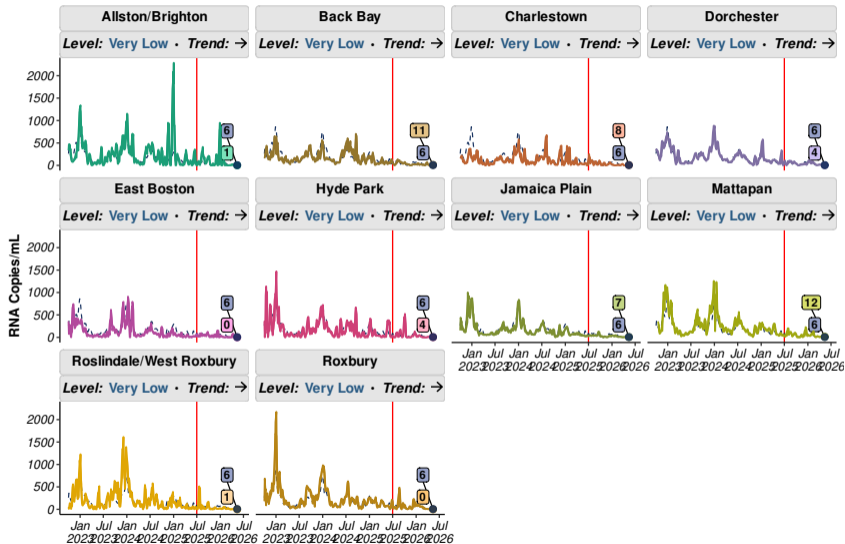 Allston/Brighton Back Bay Charlestown Dorchester
Level: Very Low · Trend: → Level: Very Low · Trend: → Level: Very Low · Trend: → Level: Very Low · Trend: →
2000
1500
1000
500
0
6 11 8 6
1 6 6 4
East Boston Hyde Park Jamaica Plain Mattapan
Level: Very Low · Trend: → Level: Very Low · Trend: → Level: Very Low · Trend: → Level: Very Low · Trend: →
RNA Copies/mL
2000
1500
1000
500
0
6 6 7 12
0 4 6 6
Jan Jul Jan Jul Jan Jul Jan Jul Jan Jul Jan Jul Jan Jul Jan Jul
2023 2023 2024 2024 2025 2025 2026 2026 2023 2023 2024 2024 2025 2025 2026 2026
Roslindale/West Roxbury Roxbury
Level: Very Low · Trend: → Level: Very Low · Trend: →
2000
1500
1000
500
0
6 6
1 0
Jan Jul Jan Jul Jan Jul Jan Jul Jan Jul Jan Jul Jan Jul Jan Jul
2023 2023 2024 2024 2025 2025 2026 2026 2023 2023 2024 2024 2025 2025 2026 2026